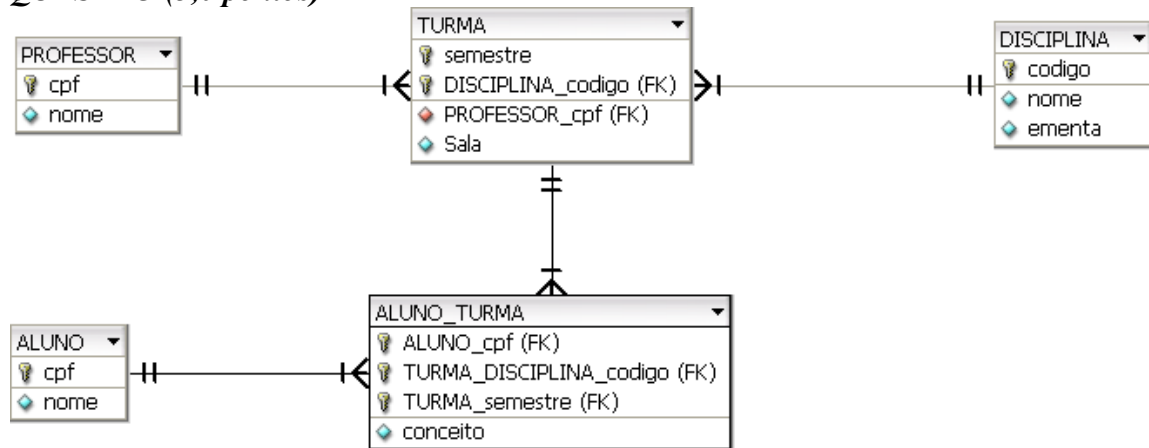 TURMA
semestre
DISCIPLINA_codigo (FK)
PROFESSOR_cpf (FK)
Sala
PROFESSOR
cpf
nome
DISCIPLINA
codigo
nome
ementa
ALUNO_TURMA
ALUNO_cpf (FK)
TURMA_DISCIPLINA_codigo (FK)
TURMA_semestre (FK)
conceito
ALUNO
cpf
nome